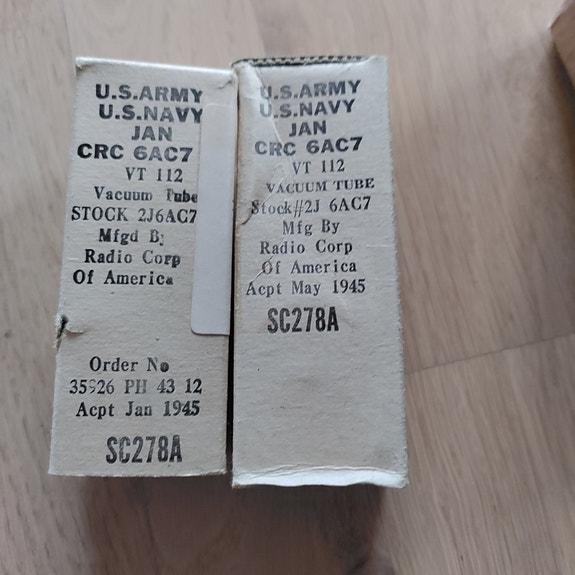 U.S.ARMY
U.S.NAVY
JAN
CRC 6AC7
VT 112
Vacuum Tube
STOCK 2J6AC7
Mfgd By
Radio Corp
Of America
Order No
35926 PH 43 12
Acpt Jan 1945
SC278A
U.S.ARMY
U.S.NAVY
JAN
CRC 6AC7
VT 112
VACUUM TUBE
Stock#2J 6AC7
Mfg By
Radio Corp
Of America
Acpt May 1945
SC278A